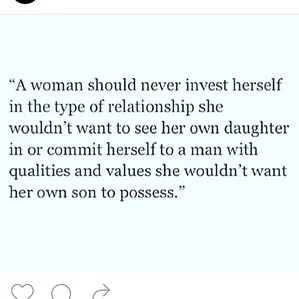 “A woman should never invest herself
in the type of relationship she
wouldn’t want to see her own daughter
in or commit herself to a man with
qualities and values she wouldn’t want
her own son to possess.”